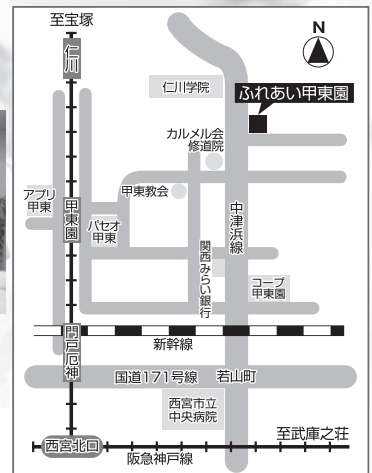 至宝塚
N
仁川
仁川学院
ふれあい甲東園
カルメル会
修道院
甲東教会
アプリ
甲東
甲東園
パセオ
甲東
中津浜線
関西みらい銀行
コープ
甲東園
門戸厄神
新幹線
国道171号線
若山町
西宮市立
中央病院
西宮北口
至武庫之荘
阪急神戸線